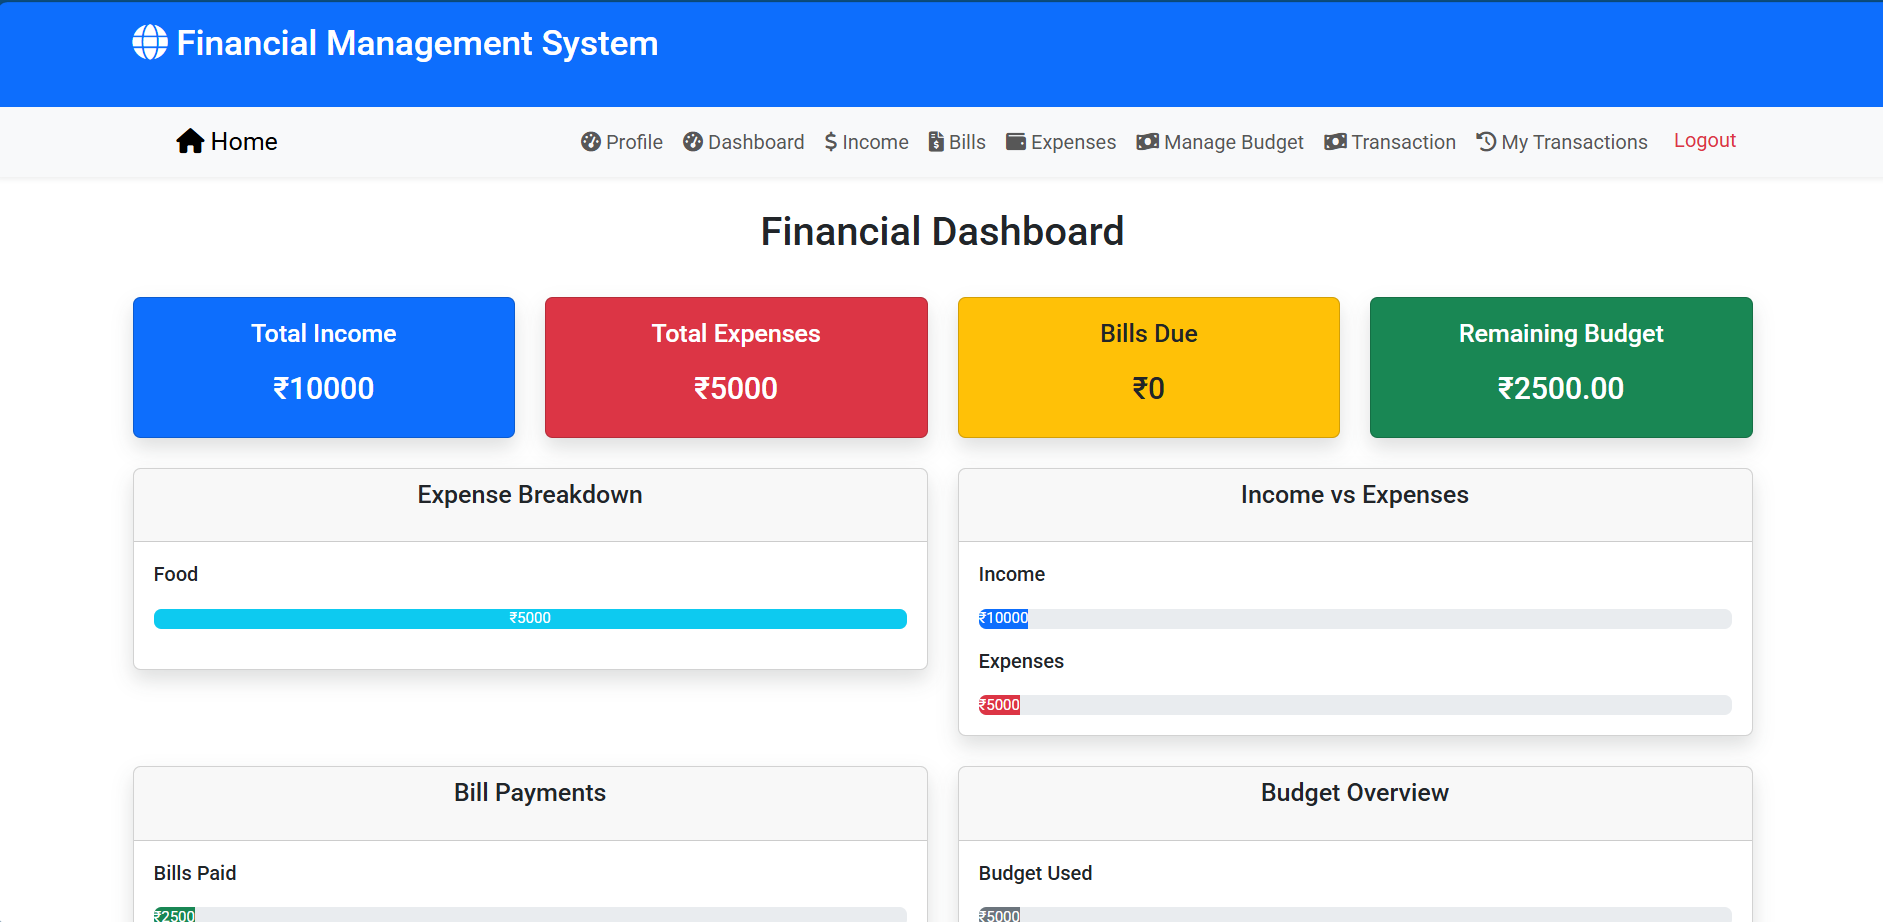 Financial Management System
Home
Profile
Dashboard
Income
Bills
Expenses
Manage Budget
Transaction
My Transactions
Logout
Financial Dashboard
Total Income
₹10000
Total Expenses
₹5000
Bills Due
₹0
Remaining Budget
₹2500.00
Expense Breakdown
Food
₹5000
Income vs Expenses
Income
₹10000
Expenses
₹5000
Bill Payments
Bills Paid
₹2500
Budget Overview
Budget Used
₹5000